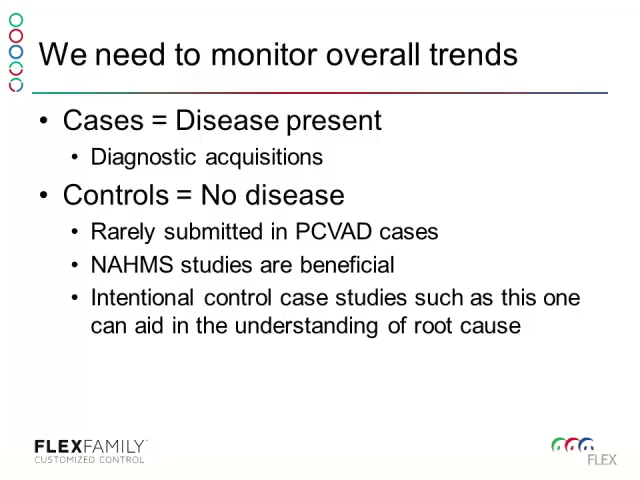 We need to monitor overall trends
• Cases = Disease present
• Diagnostic acquisitions
• Controls = No disease
• Rarely submitted in PCVAD cases
• NAHMS studies are beneficial
• Intentional control case studies such as this one
can aid in the understanding of root cause
FLEXFAMILY™
CUSTOMIZED CONTROL
FLEX